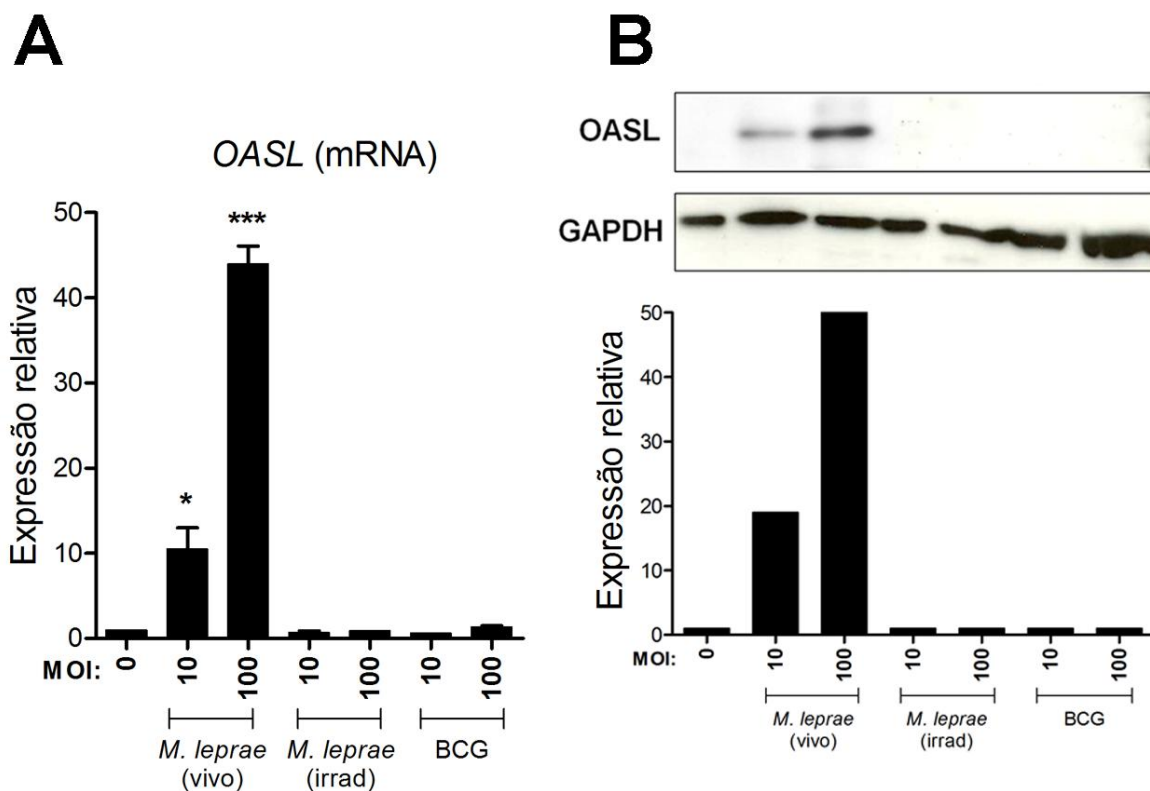 A
OASL (mRNA)
Expressão relativa
50
40
30
20
10
0
*
***
MOI: 0 10 100 10 100 10 100
M. leprae (vivo)
M. leprae (irrad)
BCG
B
OASL
GAPDH
Expressão relativa
50
40
30
20
10
0
MOI: 0 10 100 10 100 10 100
M. leprae (vivo)
M. leprae (irrad)
BCG